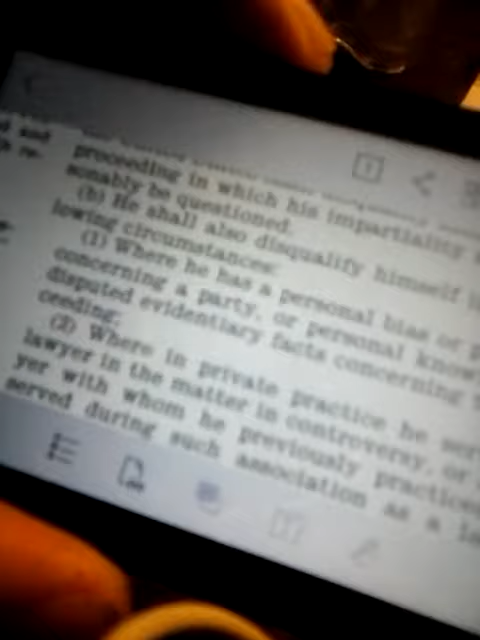 proceeding in which his impartiality
sonably be questioned.
(b) He shall also disqualify himself
lowing circumstances:
(1) Where he has a personal bias or
concerning a party, or personal
disputed evidentiary facts concerning
ceeding;
(2) Where in private practice he
lawyer in the matter in controversy, or
yer with whom he previously
served during such association as a